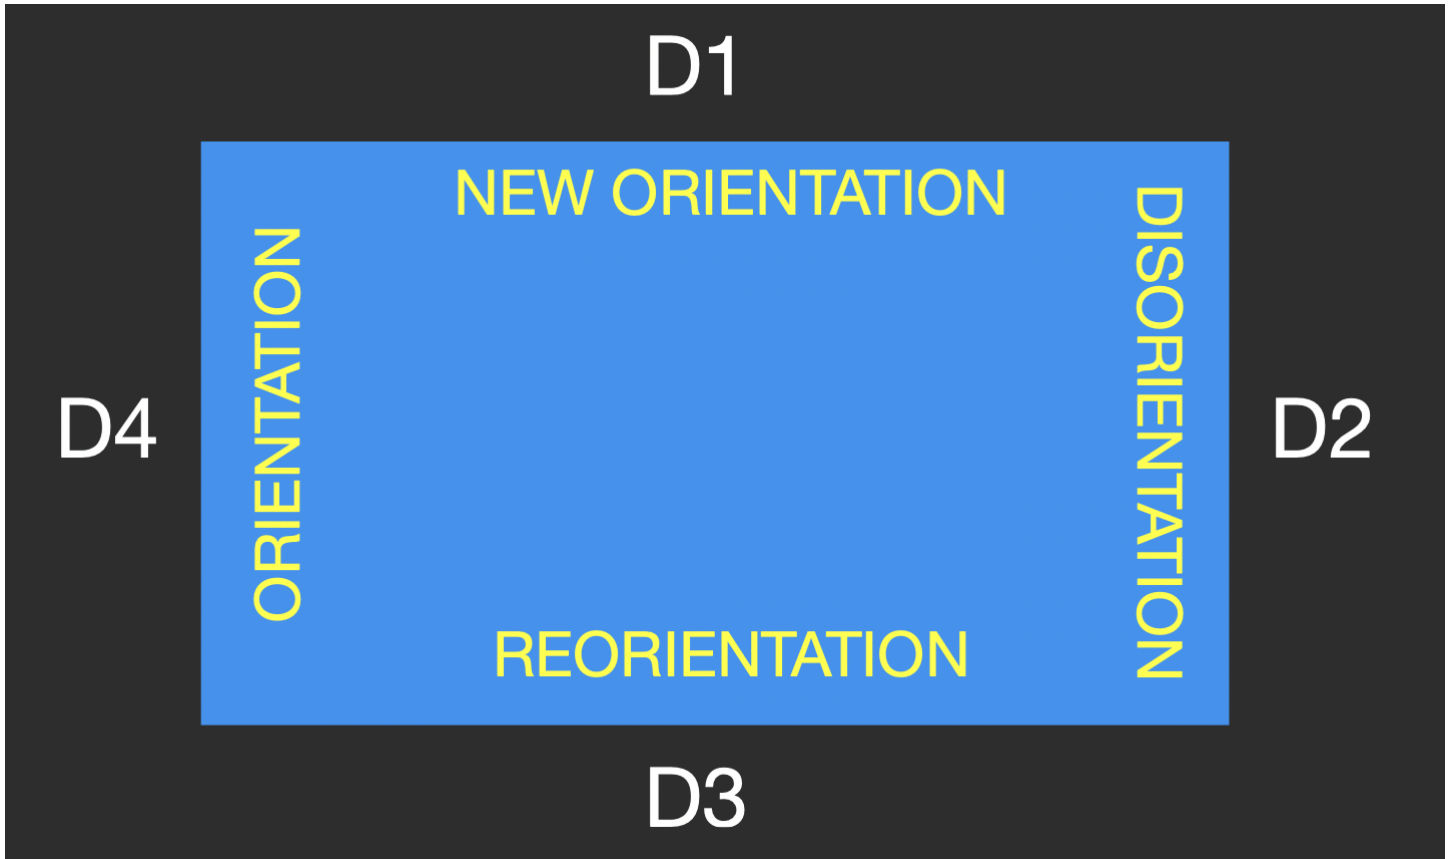 D1
NEW ORIENTATION
DISORIENTATION
ORIENTATION
D4
D2
REORIENTATION
D3